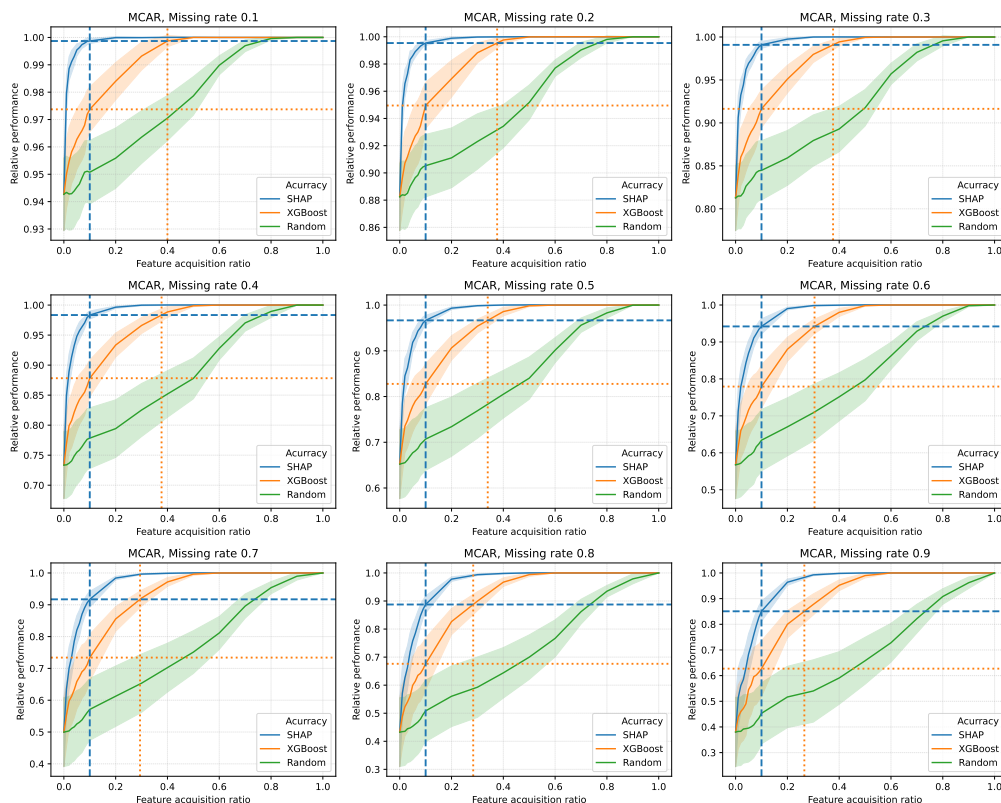 MCAR, Missing rate 0.1
1.00
0.99
0.98
0.97
0.96
0.95
0.94
0.93
Relative performance
0.0 0.2 0.4 0.6 0.8 1.0
Feature acquisition ratio
Acurracy
SHAP
XGBoost
Random
MCAR, Missing rate 0.2
1.00
0.98
0.96
0.94
0.92
0.90
0.88
0.86
Relative performance
0.0 0.2 0.4 0.6 0.8 1.0
Feature acquisition ratio
Acurracy
SHAP
XGBoost
Random
MCAR, Missing rate 0.3
1.00
0.95
0.90
0.85
0.80
Relative performance
0.0 0.2 0.4 0.6 0.8 1.0
Feature acquisition ratio
Acurracy
SHAP
XGBoost
Random
MCAR, Missing rate 0.4
1.00
0.95
0.90
0.85
0.80
0.75
0.70
Relative performance
0.0 0.2 0.4 0.6 0.8 1.0
Feature acquisition ratio
Acurracy
SHAP
XGBoost
Random
MCAR, Missing rate 0.5
1.0
0.9
0.8
0.7
0.6
Relative performance
0.0 0.2 0.4 0.6 0.8 1.0
Feature acquisition ratio
Acurracy
SHAP
XGBoost
Random
MCAR, Missing rate 0.6
1.0
0.9
0.8
0.7
0.6
0.5
Relative performance
0.0 0.2 0.4 0.6 0.8 1.0
Feature acquisition ratio
Acurracy
SHAP
XGBoost
Random
MCAR, Missing rate 0.7
1.0
0.9
0.8
0.7
0.6
0.5
0.4
Relative performance
0.0 0.2 0.4 0.6 0.8 1.0
Feature acquisition ratio
Acurracy
SHAP
XGBoost
Random
MCAR, Missing rate 0.8
1.0
0.9
0.8
0.7
0.6
0.5
0.4
0.3
Relative performance
0.0 0.2 0.4 0.6 0.8 1.0
Feature acquisition ratio
Acurracy
SHAP
XGBoost
Random
MCAR, Missing rate 0.9
1.0
0.9
0.8
0.7
0.6
0.5
0.4
0.3
Relative performance
0.0 0.2 0.4 0.6 0.8 1.0
Feature acquisition ratio
Acurracy
SHAP
XGBoost
Random